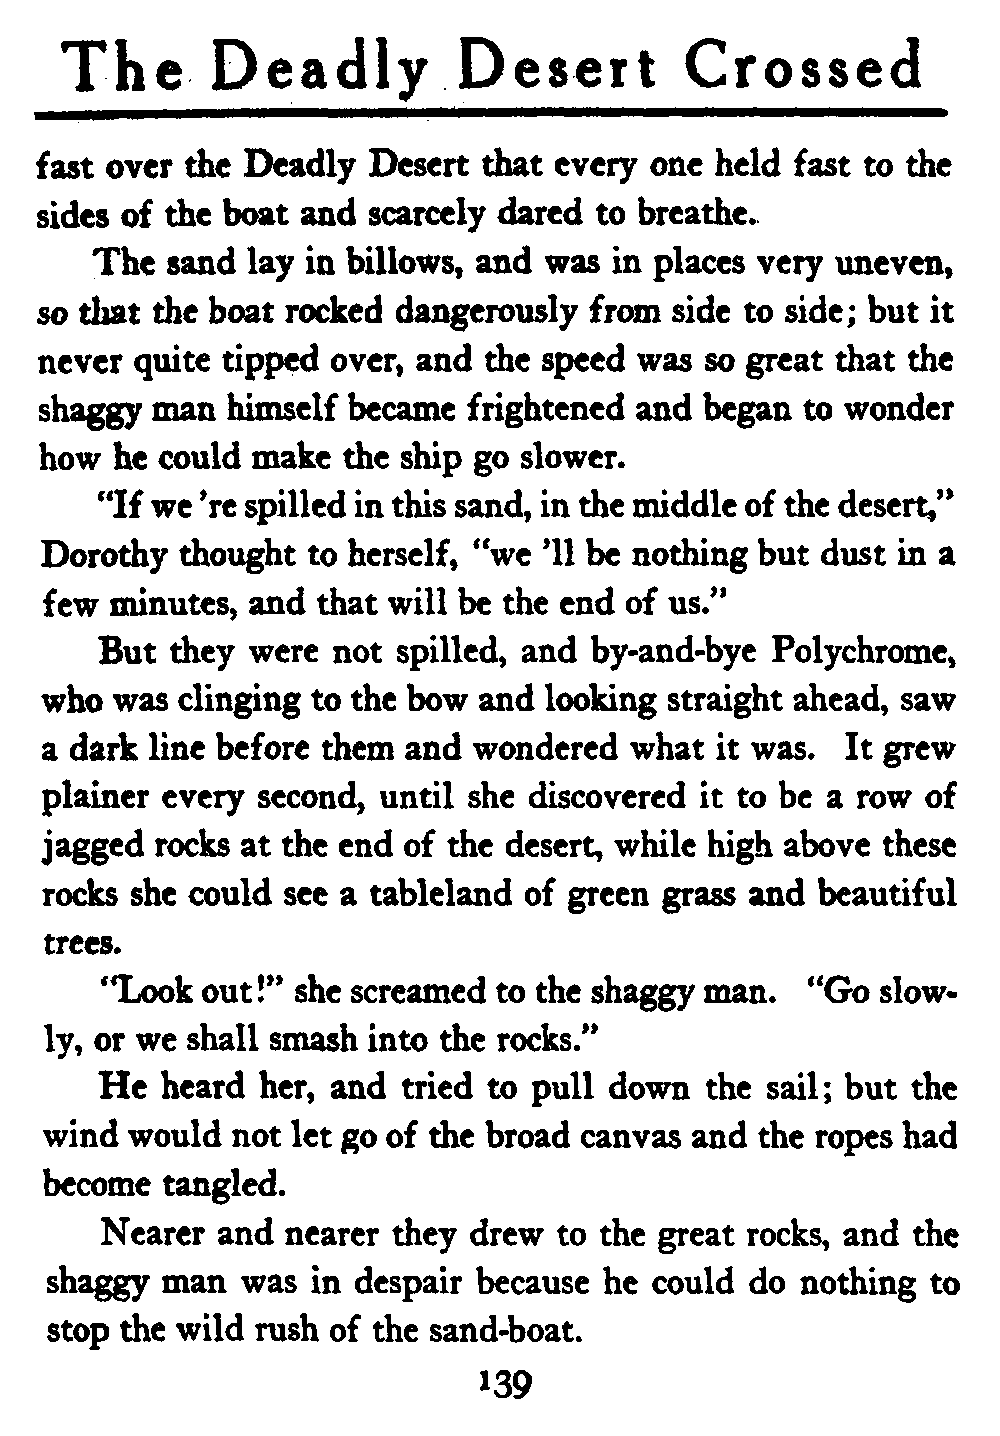 The Deadly Desert Crossed
fast over the Deadly Desert that every one held fast to the
sides of the boat and scarcely dared to breathe.
The sand lay in billows, and was in places very uneven,
so that the boat rocked dangerously from side to side; but it
never quite tipped over, and the speed was so great that the
shaggy man himself became frightened and began to wonder
how he could make the ship go slower.
“If we ’re spilled in this sand, in the middle of the desert,”
Dorothy thought to herself, “we ’ll be nothing but dust in a
few minutes, and that will be the end of us.”
But they were not spilled, and by-and-bye Polychrome,
who was clinging to the bow and looking straight ahead, saw
a dark line before them and wondered what it was. It grew
plainer every second, until she discovered it to be a row of
jagged rocks at the end of the desert, while high above these
rocks she could see a tableland of green grass and beautiful
trees.
“Look out!” she screamed to the shaggy man. “Go slow-
ly, or we shall smash into the rocks.”
He heard her, and tried to pull down the sail; but the
wind would not let go of the broad canvas and the ropes had
become tangled.
Nearer and nearer they drew to the great rocks, and the
shaggy man was in despair because he could do nothing to
stop the wild rush of the sand-boat.
139